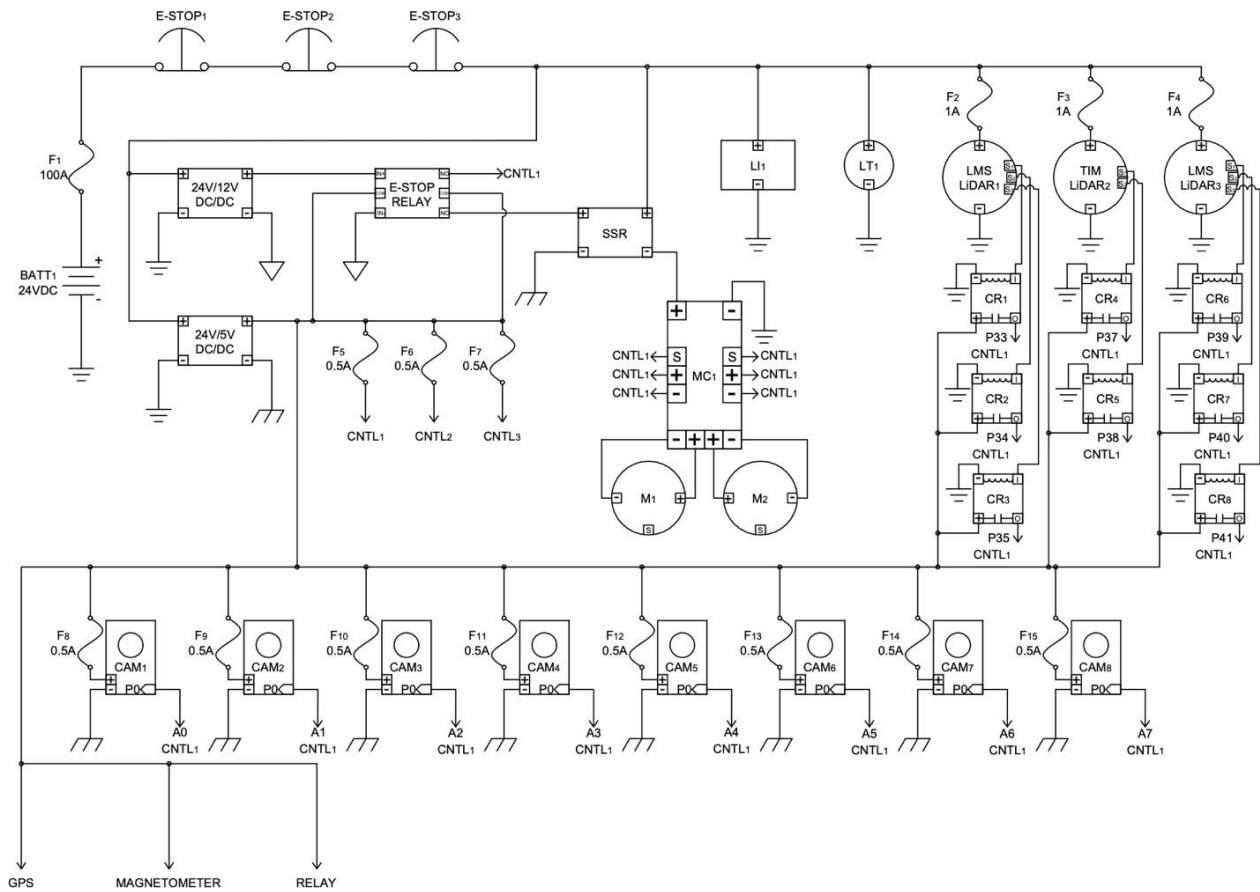 E-STOP1 E-STOP2 E-STOP3
F1
100A
BATT1
24VDC
+
-
24V/12V
DC/DC
+ +
- -
24V/5V
DC/DC
+ +
- -
E-STOP
RELAY
IN+ NO
COM COM
IN- NO
CNTL1
SSR
+ +
- -
LI1
+
-
LT1
+
-
F2
1A
F3
1A
F4
1A
LMS
LiDAR1
+
-
S
S
S
TIM
LiDAR2
+
-
S
S
LMS
LiDAR3
+
-
S
S
S
F5
0.5A
F6
0.5A
F7
0.5A
CNTL1
CNTL2
CNTL3
+ -
CNTL1 S S CNTL1
CNTL1 + MC1 + CNTL1
CNTL1 - - CNTL1
- + + -
- M1 +
S
+ M2 -
S
- I
CR1
+ O
P33
CNTL1
- I
CR4
+ O
P37
CNTL1
- I
CR6
+ O
P39
CNTL1
- I
CR2
+ O
P34
CNTL1
- I
CR5
+ O
P38
CNTL1
- I
CR7
+ O
P40
CNTL1
- I
CR3
+ O
P35
CNTL1
- I
CR8
+ O
P41
CNTL1
F8
0.5A
CAM1
+
- P0
A0
CNTL1
F9
0.5A
CAM2
+
- P0
A1
CNTL1
F10
0.5A
CAM3
+
- P0
A2
CNTL1
F11
0.5A
CAM4
+
- P0
A3
CNTL1
F12
0.5A
CAM5
+
- P0
A4
CNTL1
F13
0.5A
CAM6
+
- P0
A5
CNTL1
F14
0.5A
CAM7
+
- P0
A6
CNTL1
F15
0.5A
CAM8
+
- P0
A7
CNTL1
GPS MAGNETOMETER RELAY